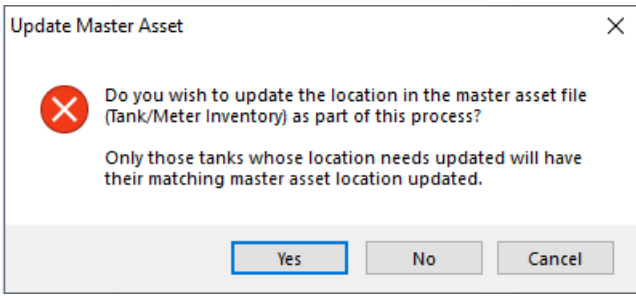 Update Master Asset
Do you wish to update the location in the master asset file
(Tank/Meter Inventory) as part of this process?
Only those tanks whose location needs updated will have
their matching master asset location updated.
Yes
No
Cancel